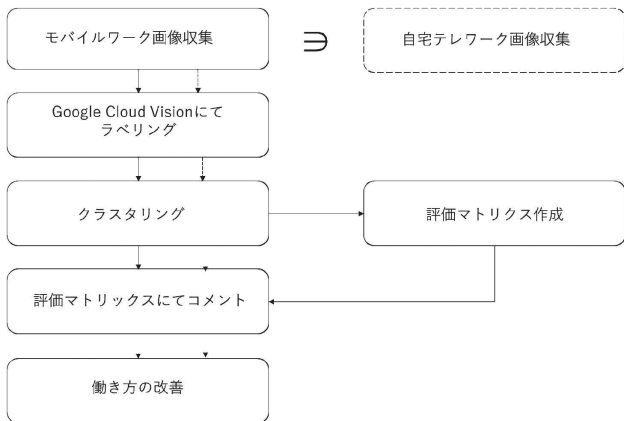 モバイルワーク画像収集
∋
自宅テレワーク画像収集
Google Cloud Visionにて
ラベリング
クラスタリング
評価マトリクス作成
評価マトリックスにてコメント
働き方の改善